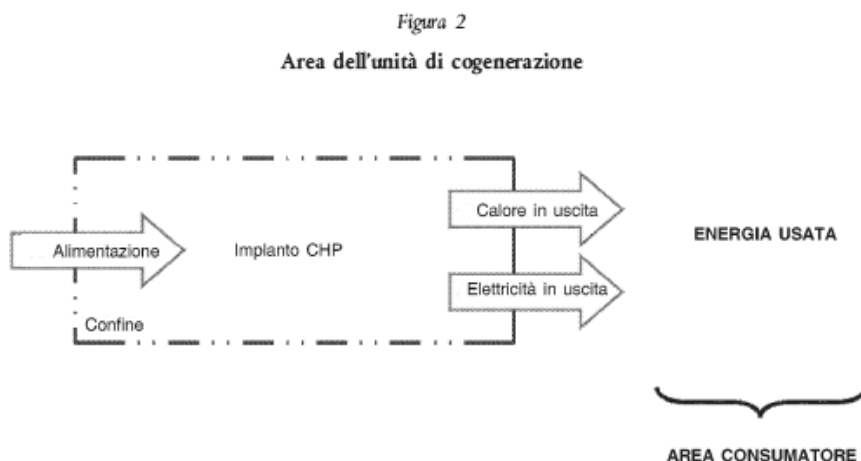 Figura 2
Area dell'unità di cogenerazione
Calore in uscita
ENERGIA USATA
Alimentazione
Impianto CHP
Elettricità in uscita
Confine
AREA CONSUMATORE